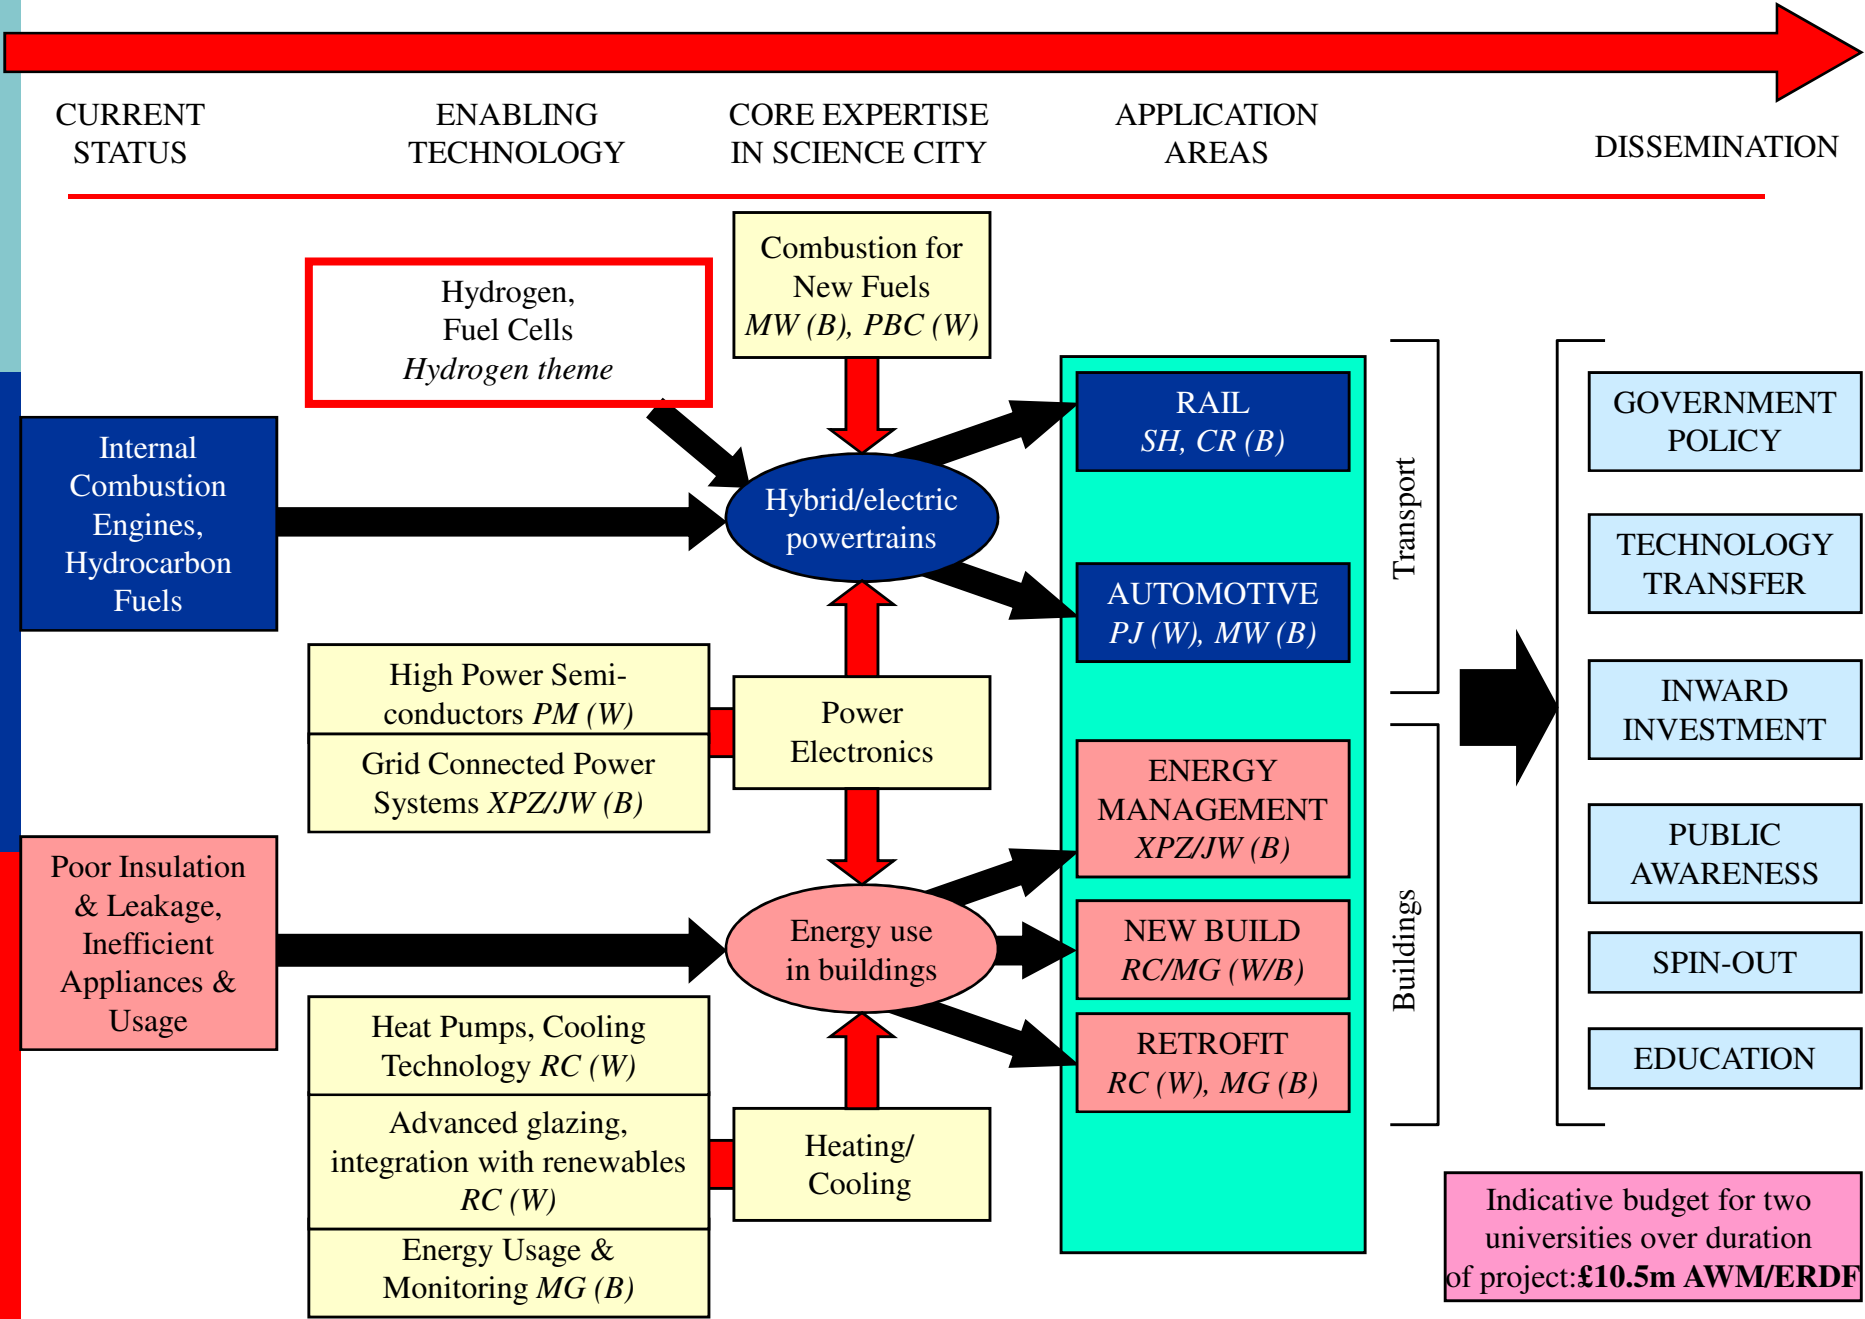 CURRENT
STATUS
ENABLING
TECHNOLOGY
CORE EXPERTISE
IN SCIENCE CITY
APPLICATION
AREAS
DISSEMINATION
Hydrogen,
Fuel Cells
Hydrogen theme
Combustion for
New Fuels
MW (B), PBC (W)
Internal
Combustion
Engines,
Hydrocarbon
Fuels
Hybrid/electric
powertrains
RAIL
SH, CR (B)
AUTOMOTIVE
PJ (W), MW (B)
Transport
High Power Semi-
conductors PM (W)
Grid Connected Power
Systems XPZ/JW (B)
Power
Electronics
Poor Insulation
& Leakage,
Inefficient
Appliances &
Usage
Energy use
in buildings
ENERGY
MANAGEMENT
XPZ/JW (B)
NEW BUILD
RC/MG (W/B)
RETROFIT
RC (W), MG (B)
Buildings
Heat Pumps, Cooling
Technology RC (W)
Advanced glazing,
integration with renewables
RC (W)
Energy Usage &
Monitoring MG (B)
Heating/
Cooling
GOVERNMENT
POLICY
TECHNOLOGY
TRANSFER
INWARD
INVESTMENT
PUBLIC
AWARENESS
SPIN-OUT
EDUCATION
Indicative budget for two
universities over duration
of project:£10.5m AWM/ERDF